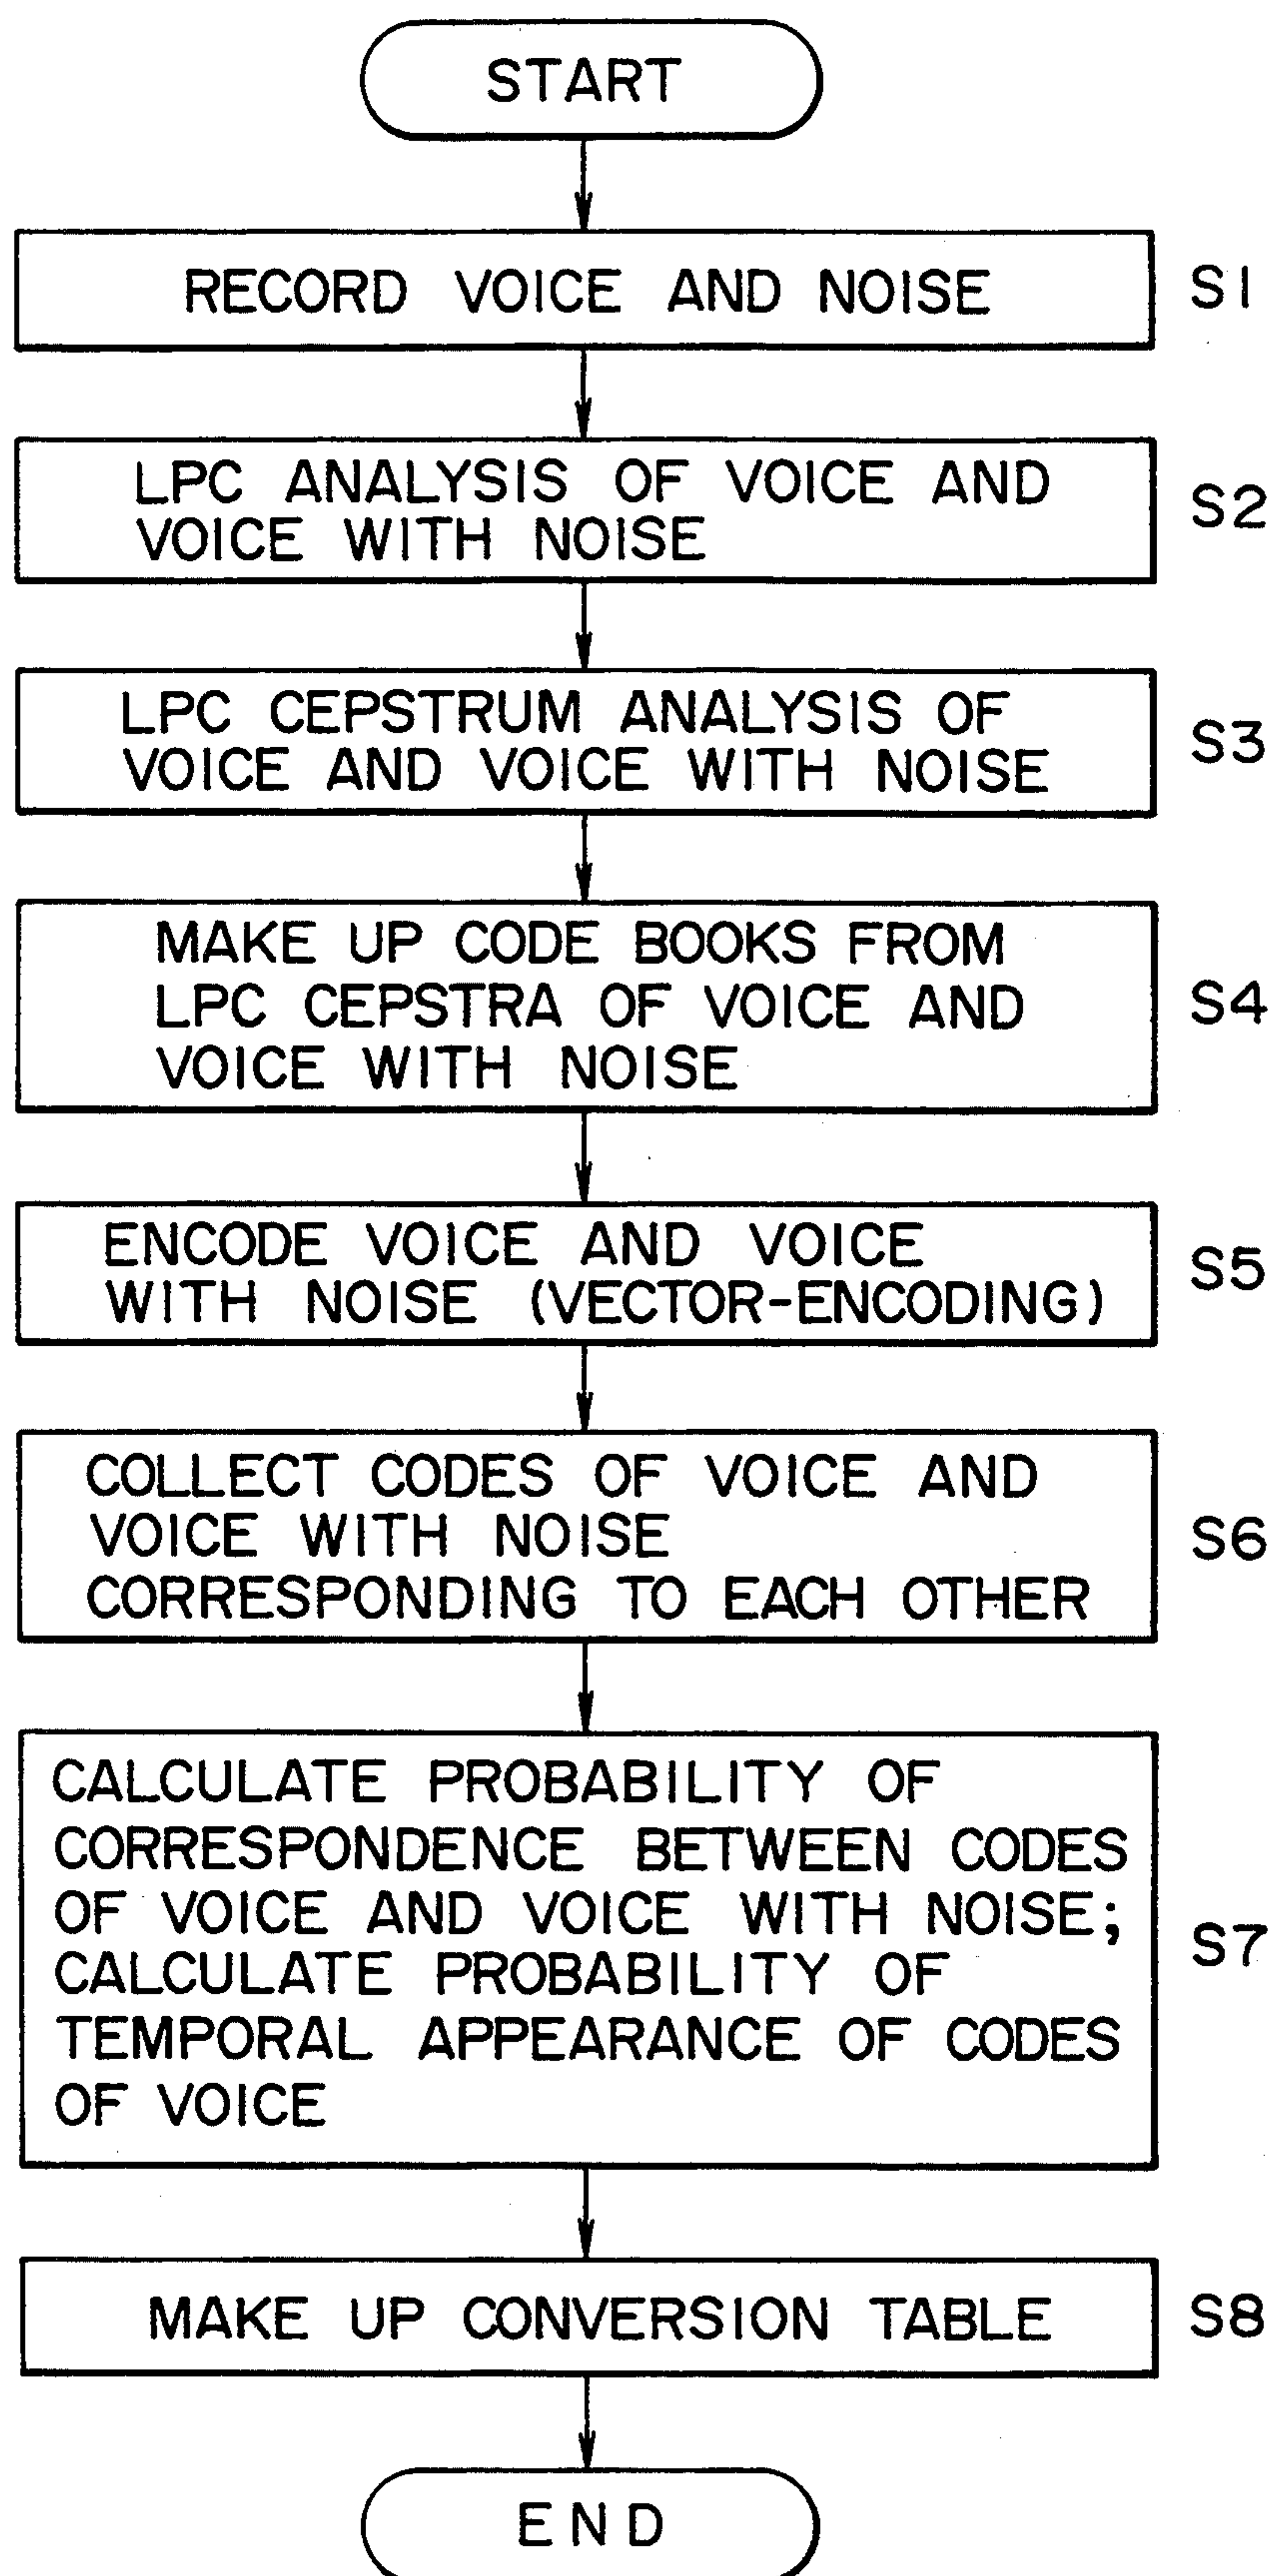 START
RECORD VOICE AND NOISE
S1
LPC ANALYSIS OF VOICE AND
VOICE WITH NOISE
S2
LPC CEPSTRUM ANALYSIS OF
VOICE AND VOICE WITH NOISE
S3
MAKE UP CODE BOOKS FROM
LPC CEPSTRA OF VOICE AND
VOICE WITH NOISE
S4
ENCODE VOICE AND VOICE
WITH NOISE (VECTOR-ENCODING)
S5
COLLECT CODES OF VOICE AND
VOICE WITH NOISE
CORRESPONDING TO EACH OTHER
S6
CALCULATE PROBABILITY OF
CORRESPONDENCE BETWEEN CODES
OF VOICE AND VOICE WITH NOISE;
CALCULATE PROBABILITY OF
TEMPORAL APPEARANCE OF CODES
OF VOICE
S7
MAKE UP CONVERSION TABLE
S8
END